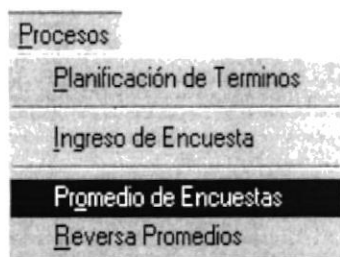 Procesos
Planificación de Terminos
Ingreso de Encuesta
Promedio de Encuestas
Reversa Promedios